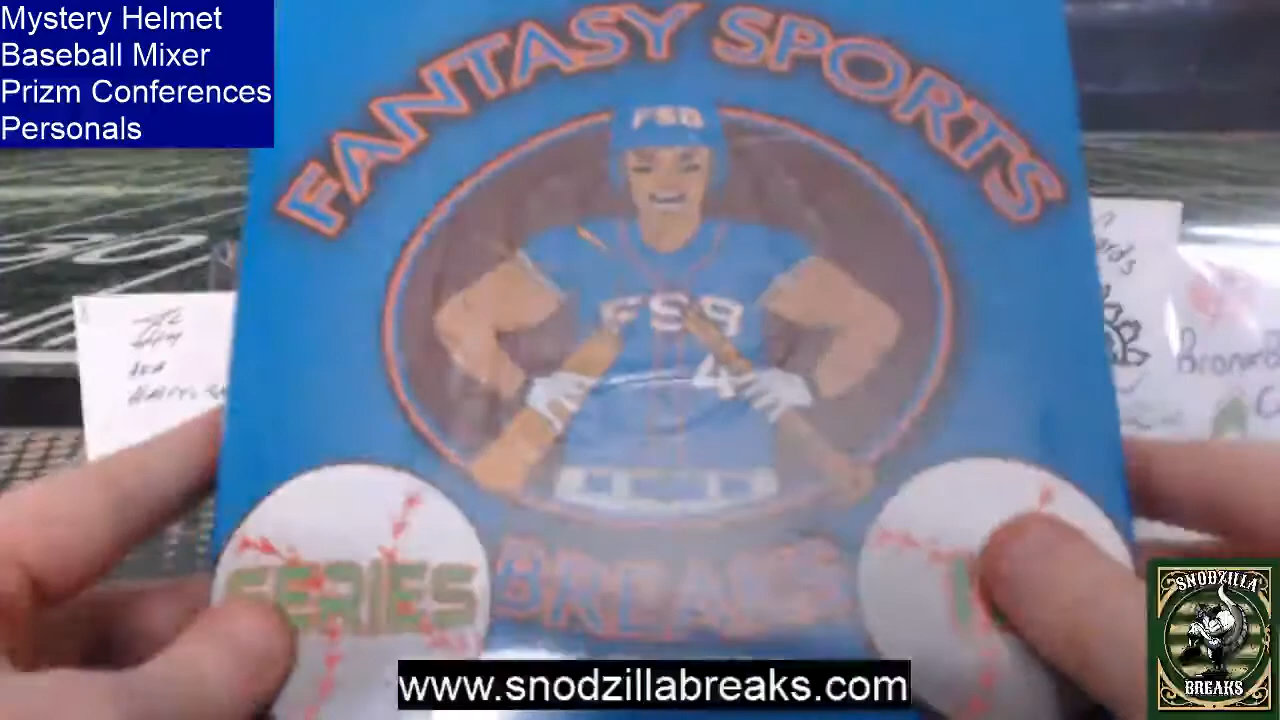 Mystery Helmet
Baseball Mixer
Prizm Conferences
Personals
FANTASY SPORTS
FSB
FSB
4
SERIES
BREAKS
www.snodzillabreaks.com
SNODZILLA
BREAKS